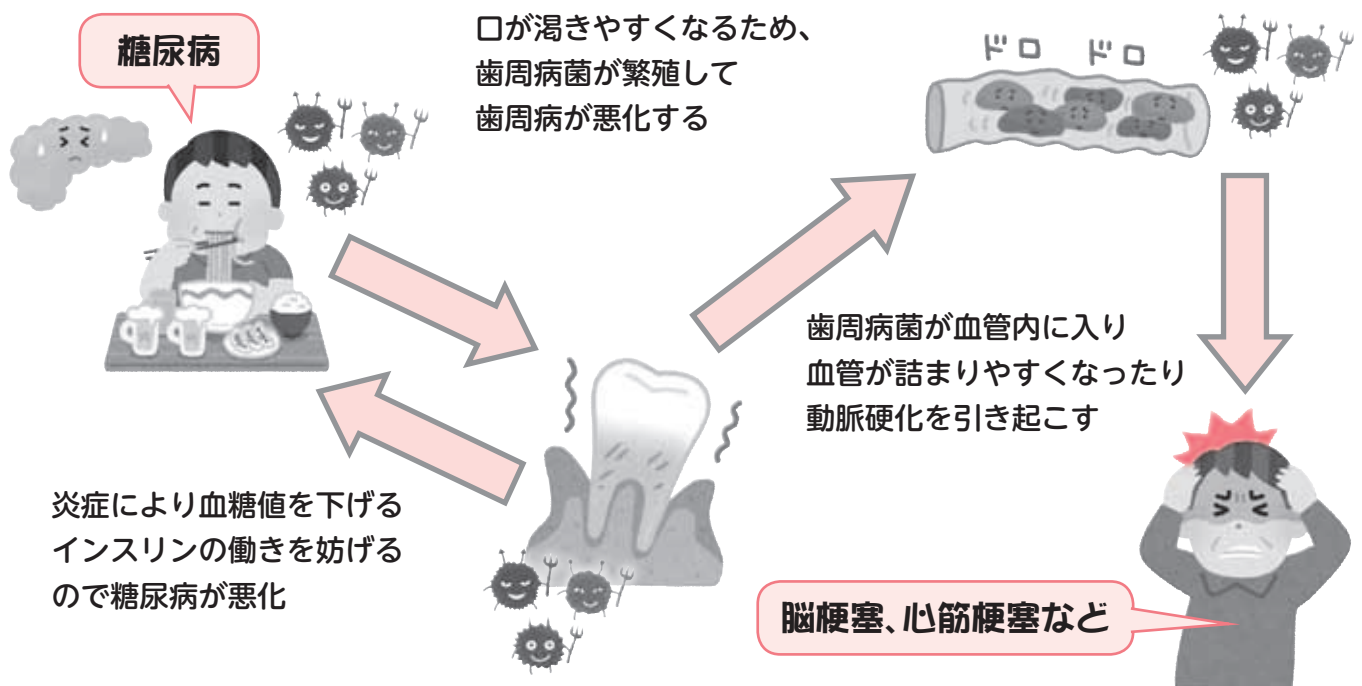 糖尿病
口が渇きやすくなるため、
歯周病菌が繁殖して
歯周病が悪化する
ドロ ドロ
歯周病菌が血管内に入り
血管が詰まりやすくなったり
動脈硬化を引き起こす
炎症により血糖値を下げる
インスリンの働きを妨げる
ので糖尿病が悪化
脳梗塞、心筋梗塞など